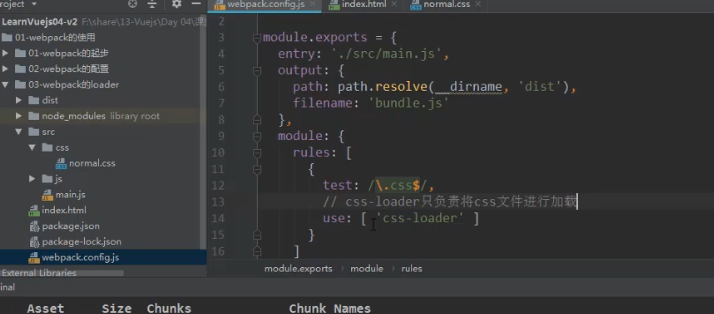 Project
webpack.config.js
index.html
normal.css
LearnVuejs04-v2 F:\share\13-Vuejs\Day 04\
01-webpack的使用
01-webpack的起步
02-webpack的配置
03-webpack的loader
dist
node_modules library root
src
css
normal.css
js
main.js
index.html
package.json
package-lock.json
webpack.config.js
External Libraries
2
3 module.exports = {
4 entry: './src/main.js',
5 output: {
6 path: path.resolve(__dirname, 'dist'),
7 filename: 'bundle.js'
8 },
9 module: {
10 rules: [
11 {
12 test: /\.css$/,
13 // css-loader只负责将css文件进行加载
14 use: [ 'css-loader' ]
15 }
16 ]
module.exports module rules
inal
Asset Size Chunks Chunk Names